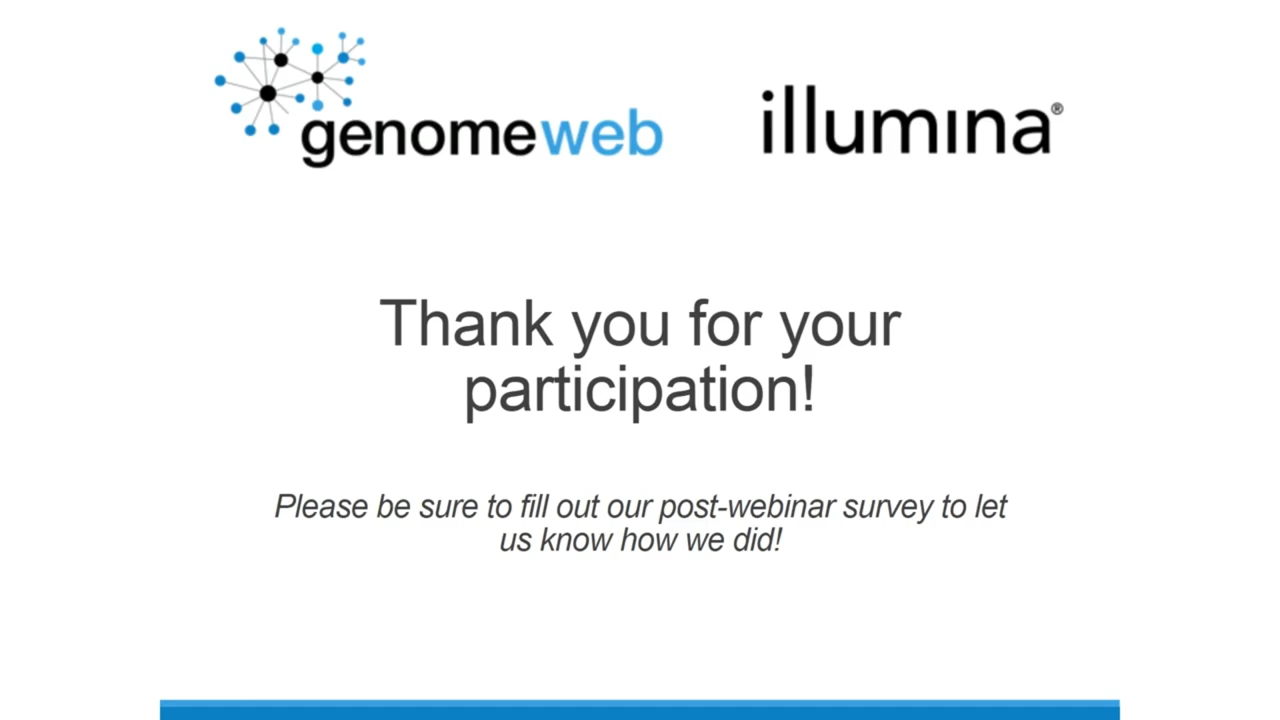 genomeweb
illumina®
Thank you for your
participation!
Please be sure to fill out our post-webinar survey to let
us know how we did!